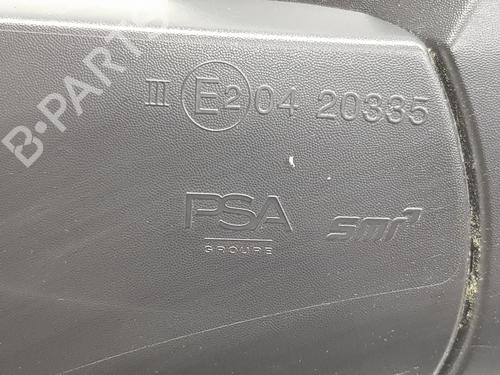 B-PARTS
III E2 04 20335
PSA smr
GROUPE